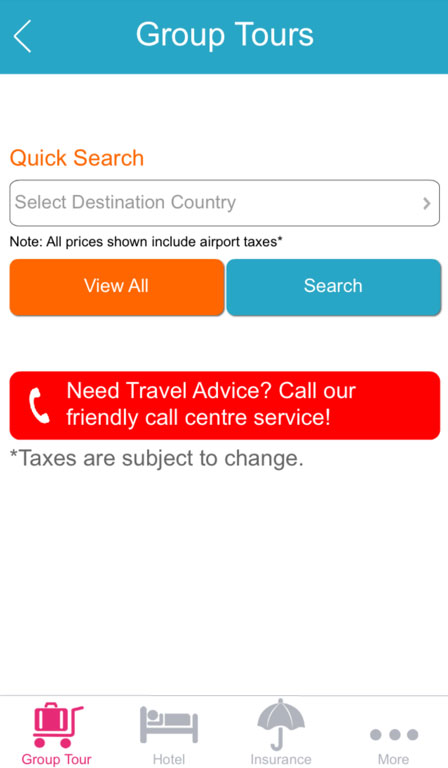 Group Tours
Quick Search
Select Destination Country
Note: All prices shown include airport taxes*
View All
Search
Need Travel Advice? Call our
friendly call centre service!
*Taxes are subject to change.
Group Tour
Hotel
Insurance
More